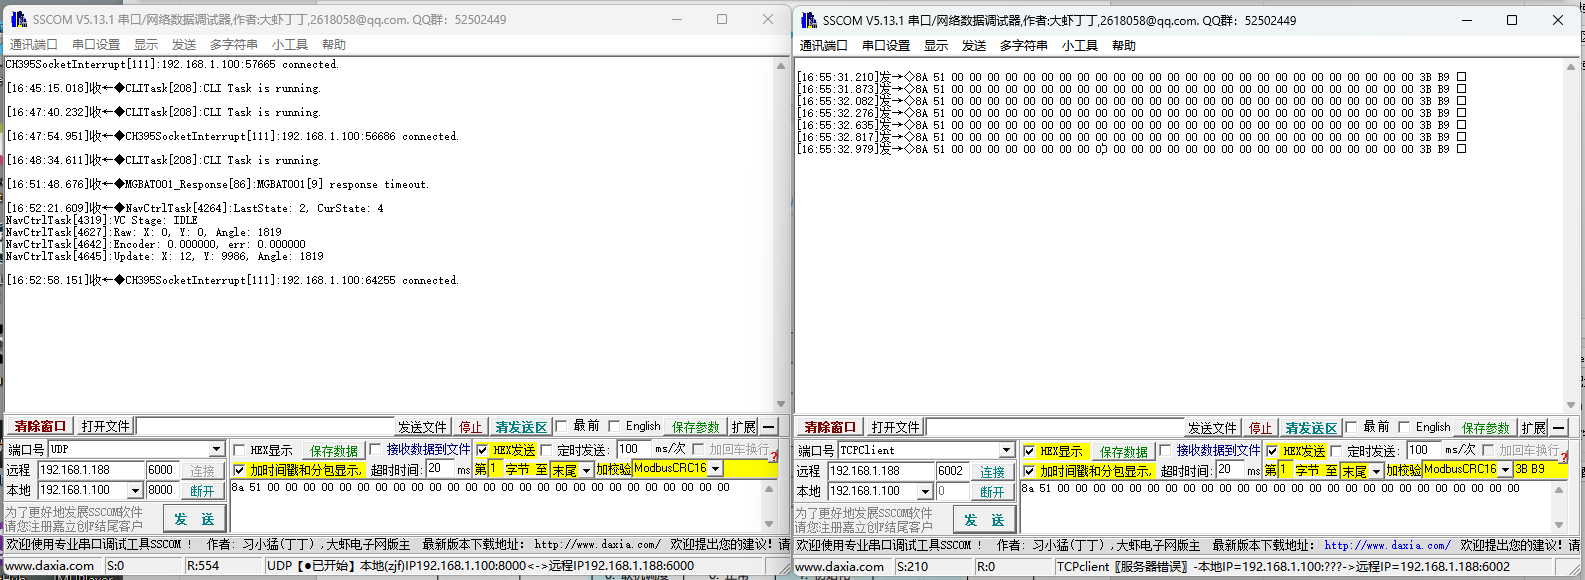 SSCOM V5.13.1 串口/网络数据调试器,作者:大虾丁丁,2618058@qq.com. QQ群: 52502449
通讯端口 串口设置 显示 发送 多字符串 小工具 帮助
CH395SocketInterrupt[111]:192.168.1.100:57665 connected.
[16:45:15.018]收←◆CLITask[208]:CLI Task is running.
[16:47:40.232]收←◆CLITask[208]:CLI Task is running.
[16:47:54.951]收←◆CH395SocketInterrupt[111]:192.168.1.100:56686 connected.
[16:48:34.611]收←◆CLITask[208]:CLI Task is running.
[16:51:48.676]收←◆MGBAT001_Response[86]:MGBAT001[9] response timeout.
[16:52:21.609]收←◆NavCtrlTask[4264]:LastState: 2, CurState: 4
NavCtrlTask[4319]:VC Stage: IDLE
NavCtrlTask[4627]:Raw: X: 0, Y: 0, Angle: 1819
NavCtrlTask[4642]:Encoder: 0.000000, err: 0.000000
NavCtrlTask[4645]:Update: X: 12, Y: 9986, Angle: 1819
[16:52:58.151]收←◆CH395SocketInterrupt[111]:192.168.1.100:64255 connected.
清除窗口 打开文件 发送文件 停止 清发送区 最前 English 保存参数 扩展 —
端口号 UDP HEX显示 保存数据 接收数据到文件 HEX发送 定时发送: 100 ms/次 加回车换行
远程 192.168.1.188 6000 连接 加时间戳和分包显示, 超时时间: 20 ms 第 1 字节 至 末尾 加校验 ModbusCRC16
本地 192.168.1.100 8000 断开 8a 51 00 00 00 00 00 00 00 00 00 00 00 00 00 00 00 00 00 00 00 00 00 00 00 00 00 00
为了更好地发展SSCOM软件
请您注册嘉立创F结尾客户
发 送
欢迎使用专业串口调试工具SSCOM ! 作者: 习小猛(丁丁) ,大虾电子网版主 最新版本下载地址: http://www.daxia.com/ 欢迎提出您的建议! 请
www.daxia.com S:0 R:554 UDP【●已开始】本地(zjf)IP192.168.1.100:8000<->远程IP192.168.1.188:6000
SSCOM V5.13.1 串口/网络数据调试器,作者:大虾丁丁,2618058@qq.com. QQ群: 52502449
通讯端口 串口设置 显示 发送 多字符串 小工具 帮助
[16:55:31.210]发→◇8A 51 00 00 00 00 00 00 00 00 00 00 00 00 00 00 00 00 00 00 00 00 00 00 00 00 00 00 3B B9 □
[16:55:31.873]发→◇8A 51 00 00 00 00 00 00 00 00 00 00 00 00 00 00 00 00 00 00 00 00 00 00 00 00 00 00 3B B9 □
[16:55:32.082]发→◇8A 51 00 00 00 00 00 00 00 00 00 00 00 00 00 00 00 00 00 00 00 00 00 00 00 00 00 00 3B B9 □
[16:55:32.276]发→◇8A 51 00 00 00 00 00 00 00 00 00 00 00 00 00 00 00 00 00 00 00 00 00 00 00 00 00 00 3B B9 □
[16:55:32.635]发→◇8A 51 00 00 00 00 00 00 00 00 00 00 00 00 00 00 00 00 00 00 00 00 00 00 00 00 00 00 3B B9 □
[16:55:32.817]发→◇8A 51 00 00 00 00 00 00 00 00 00 00 00 00 00 00 00 00 00 00 00 00 00 00 00 00 00 00 3B B9 □
[16:55:32.979]发→◇8A 51 00 00 00 00 00 00 00 00 00 00 00 00 00 00 00 00 00 00 00 00 00 00 00 00 00 00 3B B9 □
清除窗口 打开文件 发送文件 停止 清发送区 最前 English 保存参数 扩展 —
端口号 TCPClient HEX显示 保存数据 接收数据到文件 HEX发送 定时发送: 100 ms/次 加回车换行
远程 192.168.1.188 6002 连接 加时间戳和分包显示, 超时时间: 20 ms 第 1 字节 至 末尾 加校验 ModbusCRC16 3B B9
本地 192.168.1.100 0 断开 8a 51 00 00 00 00 00 00 00 00 00 00 00 00 00 00 00 00 00 00 00 00 00 00 00 00 00 00
为了更好地发展SSCOM软件
请您注册嘉立创F结尾客户
发 送
欢迎使用专业串口调试工具SSCOM ! 作者: 习小猛(丁丁) ,大虾电子网版主 最新版本下载地址: http://www.daxia.com/ 欢迎提出您的建议! 请
www.daxia.com S:210 R:0 TCPclient〖服务器错误〗-本地IP=192.168.1.100:???->远程IP=192.168.1.188:6002